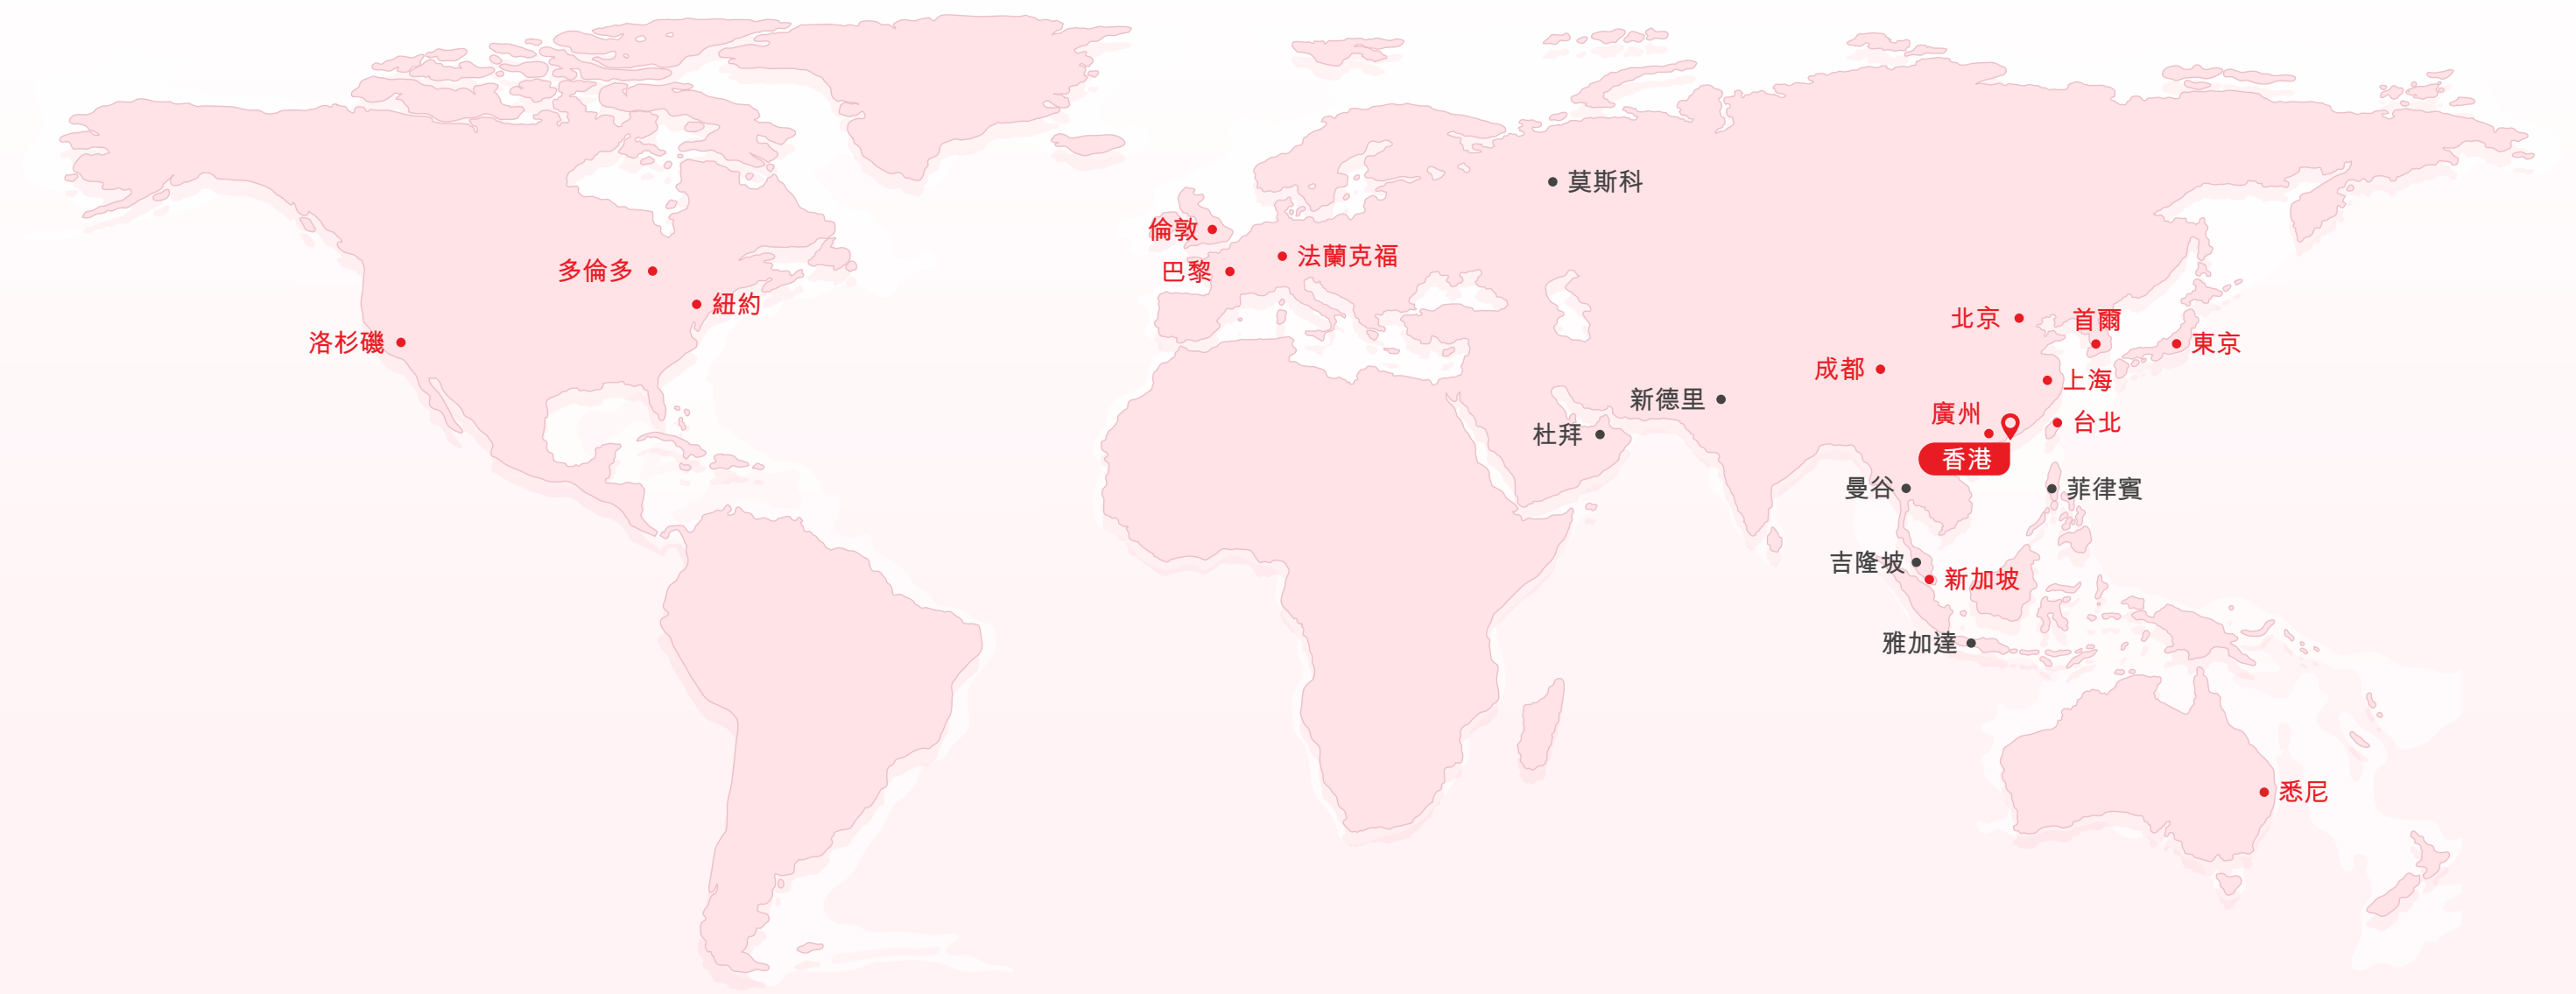 莫斯科
倫敦
法蘭克福
巴黎
多倫多
紐約
洛杉磯
北京
首爾
東京
成都
上海
新德里
廣州
台北
杜拜
香港
曼谷
菲律賓
吉隆坡
新加坡
雅加達
悉尼